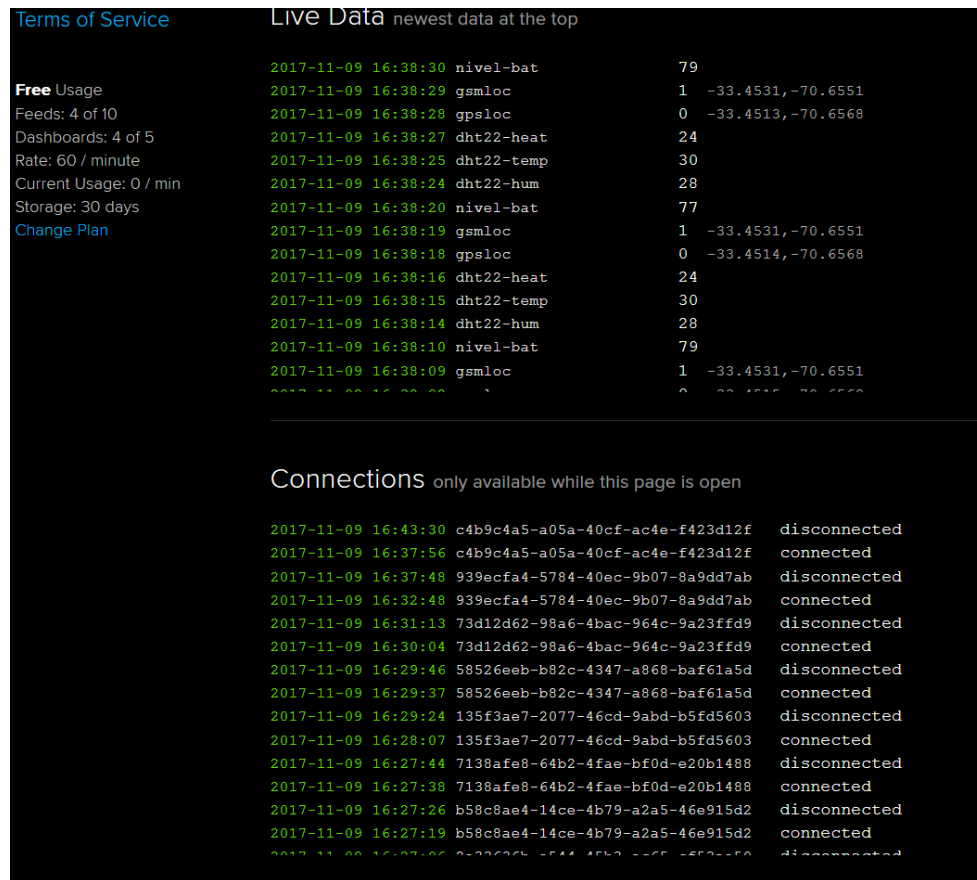 Terms of Service
Free Usage
Feeds: 4 of 10
Dashboards: 4 of 5
Rate: 60 / minute
Current Usage: 0 / min
Storage: 30 days
Change Plan
Live Data newest data at the top
2017-11-09 16:38:30 nivel-bat 79
2017-11-09 16:38:29 gsmloc 1 -33.4531,-70.6551
2017-11-09 16:38:28 gpsloc 0 -33.4513,-70.6568
2017-11-09 16:38:27 dht22-heat 24
2017-11-09 16:38:25 dht22-temp 30
2017-11-09 16:38:24 dht22-hum 28
2017-11-09 16:38:20 nivel-bat 77
2017-11-09 16:38:19 gsmloc 1 -33.4531,-70.6551
2017-11-09 16:38:18 gpsloc 0 -33.4514,-70.6568
2017-11-09 16:38:16 dht22-heat 24
2017-11-09 16:38:15 dht22-temp 30
2017-11-09 16:38:14 dht22-hum 28
2017-11-09 16:38:10 nivel-bat 79
2017-11-09 16:38:09 gsmloc 1 -33.4531,-70.6551
Connections only available while this page is open
2017-11-09 16:43:30 c4b9c4a5-a05a-40cf-ac4e-f423d12f disconnected
2017-11-09 16:37:56 c4b9c4a5-a05a-40cf-ac4e-f423d12f connected
2017-11-09 16:37:48 939ecfa4-5784-40ec-9b07-8a9dd7ab disconnected
2017-11-09 16:32:48 939ecfa4-5784-40ec-9b07-8a9dd7ab connected
2017-11-09 16:31:13 73d12d62-98a6-4bac-964c-9a23ffd9 disconnected
2017-11-09 16:30:04 73d12d62-98a6-4bac-964c-9a23ffd9 connected
2017-11-09 16:29:46 58526eeb-b82c-4347-a868-baf61a5d disconnected
2017-11-09 16:29:37 58526eeb-b82c-4347-a868-baf61a5d connected
2017-11-09 16:29:24 135f3ae7-2077-46cd-9abd-b5fd5603 disconnected
2017-11-09 16:28:07 135f3ae7-2077-46cd-9abd-b5fd5603 connected
2017-11-09 16:27:44 7138afe8-64b2-4fae-bf0d-e20b1488 disconnected
2017-11-09 16:27:38 7138afe8-64b2-4fae-bf0d-e20b1488 connected
2017-11-09 16:27:26 b58c8ae4-14ce-4b79-a2a5-46e915d2 disconnected
2017-11-09 16:27:19 b58c8ae4-14ce-4b79-a2a5-46e915d2 connected